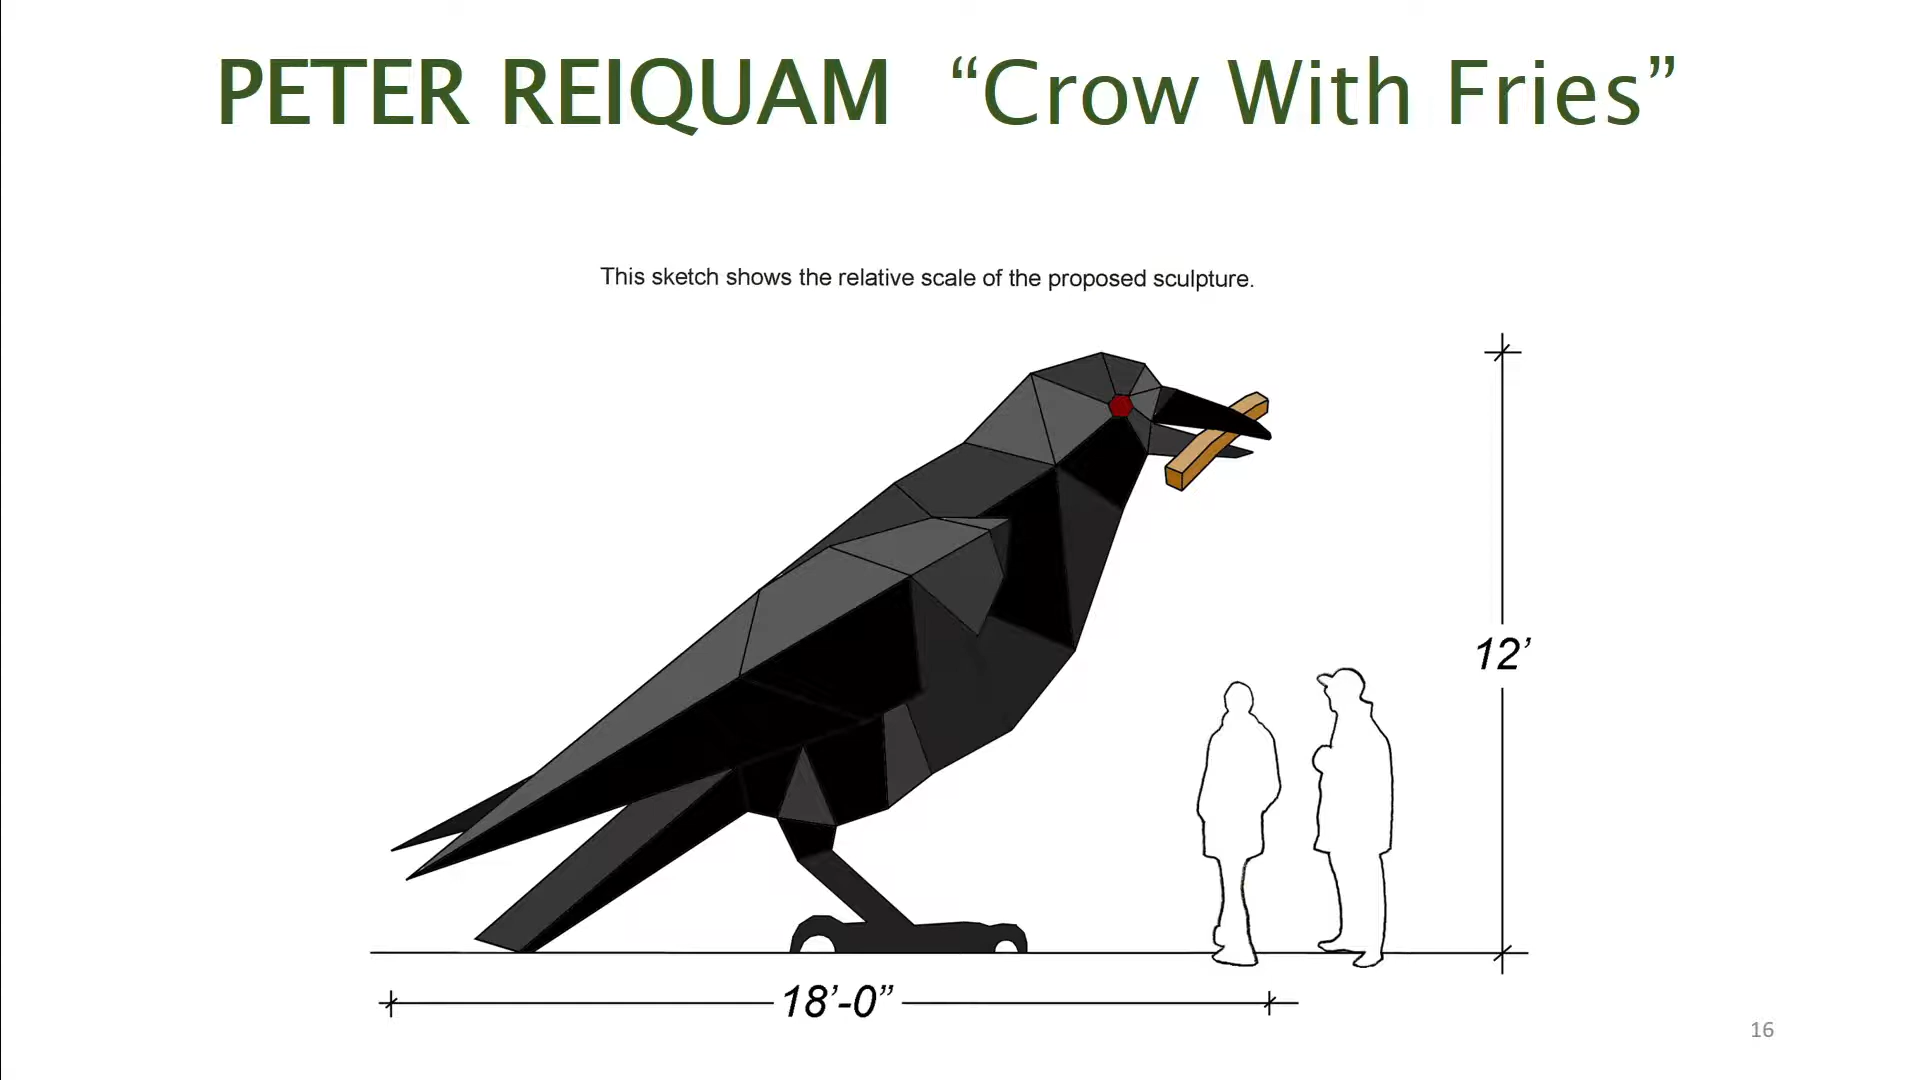 PETER REIQUAM “Crow With Fries”
This sketch shows the relative scale of the proposed sculpture.
12’
18’-0”
16